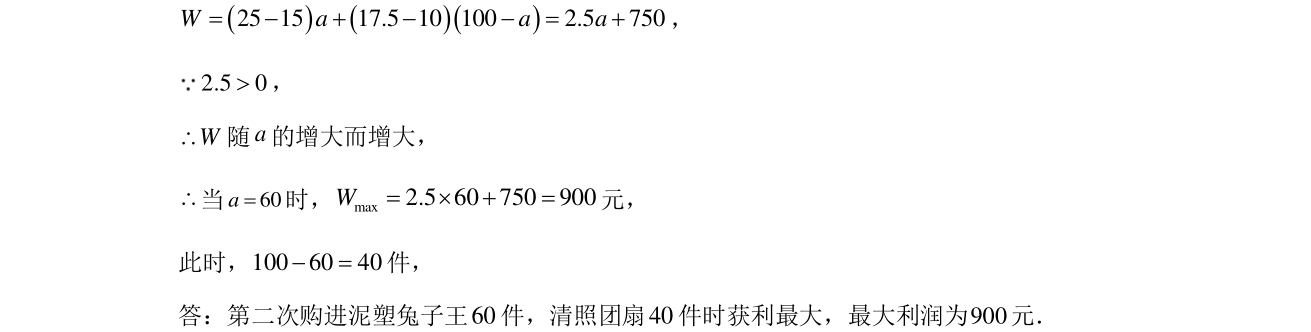 W=(25−15)a+(17.5−10)(100−a)=2.5a+750，
∵2.5>0，
∴W 随 a 的增大而增大，
∴当 a=60 时，Wmax=2.5×60+750=900 元，
此时，100−60=40 件，
答：第二次购进泥塑兔子王 60 件，清照团扇 40 件时获利最大，最大利润为 900 元．